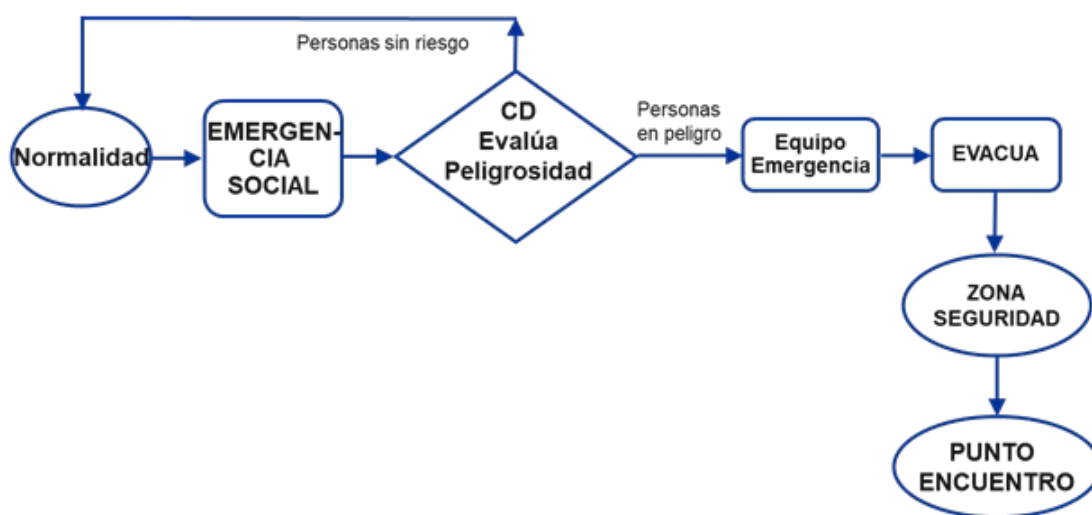 Personas sin riesgo
Normalidad
EMERGEN-
CIA
SOCIAL
CD
Evalúa
Peligrosidad
Personas
en peligro
Equipo
Emergencia
EVACUA
ZONA
SEGURIDAD
PUNTO
ENCUENTRO